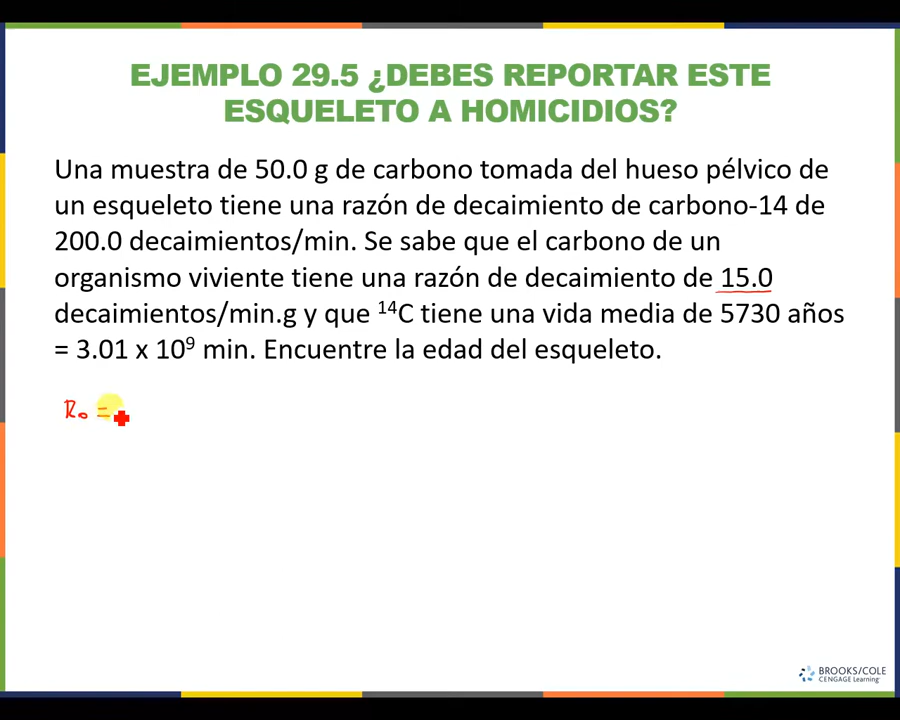 EJEMPLO 29.5 ¿DEBES REPORTAR ESTE
ESQUELETO A HOMICIDIOS?
Una muestra de 50.0 g de carbono tomada del hueso pélvico de
un esqueleto tiene una razón de decaimiento de carbono-14 de
200.0 decaimientos/min. Se sabe que el carbono de un
organismo viviente tiene una razón de decaimiento de 15.0
decaimientos/min.g y que ¹⁴C tiene una vida media de 5730 años
= 3.01 x 10⁹ min. Encuentre la edad del esqueleto.
R₀ =
BROOKS/COLE
CENGAGE Learning